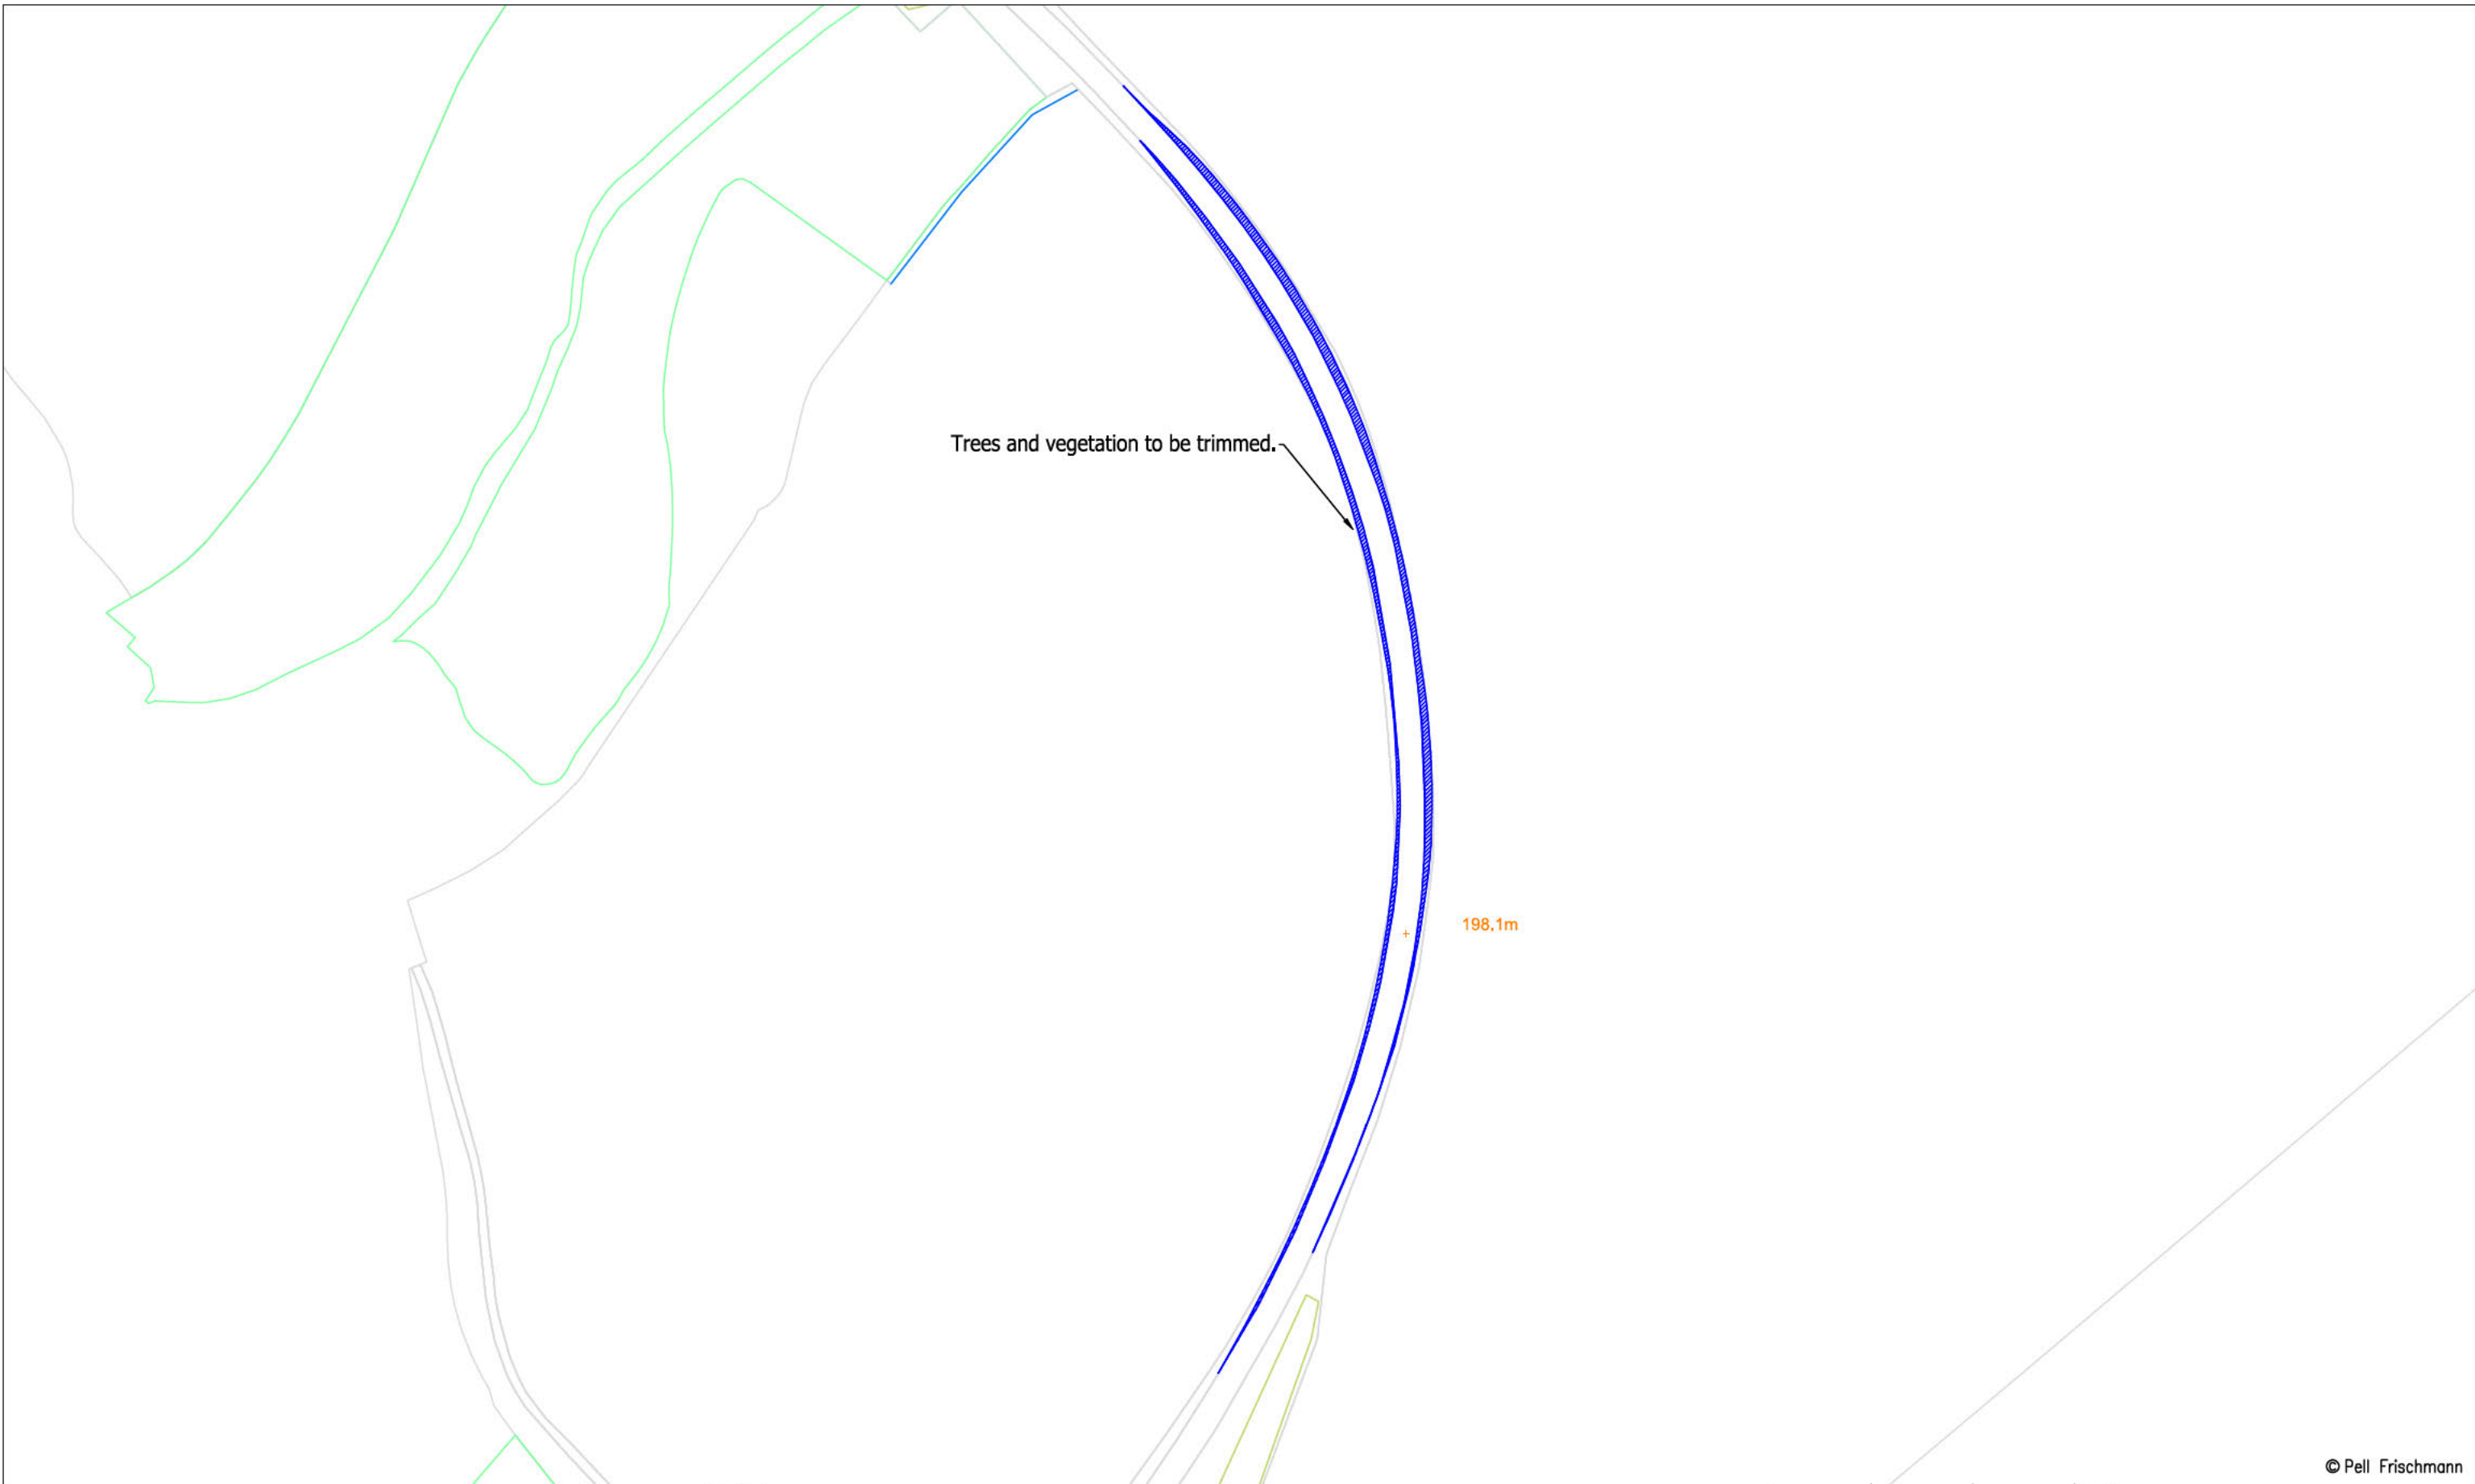 Trees and vegetation to be trimmed.
198.1m
© Pell Frischmann